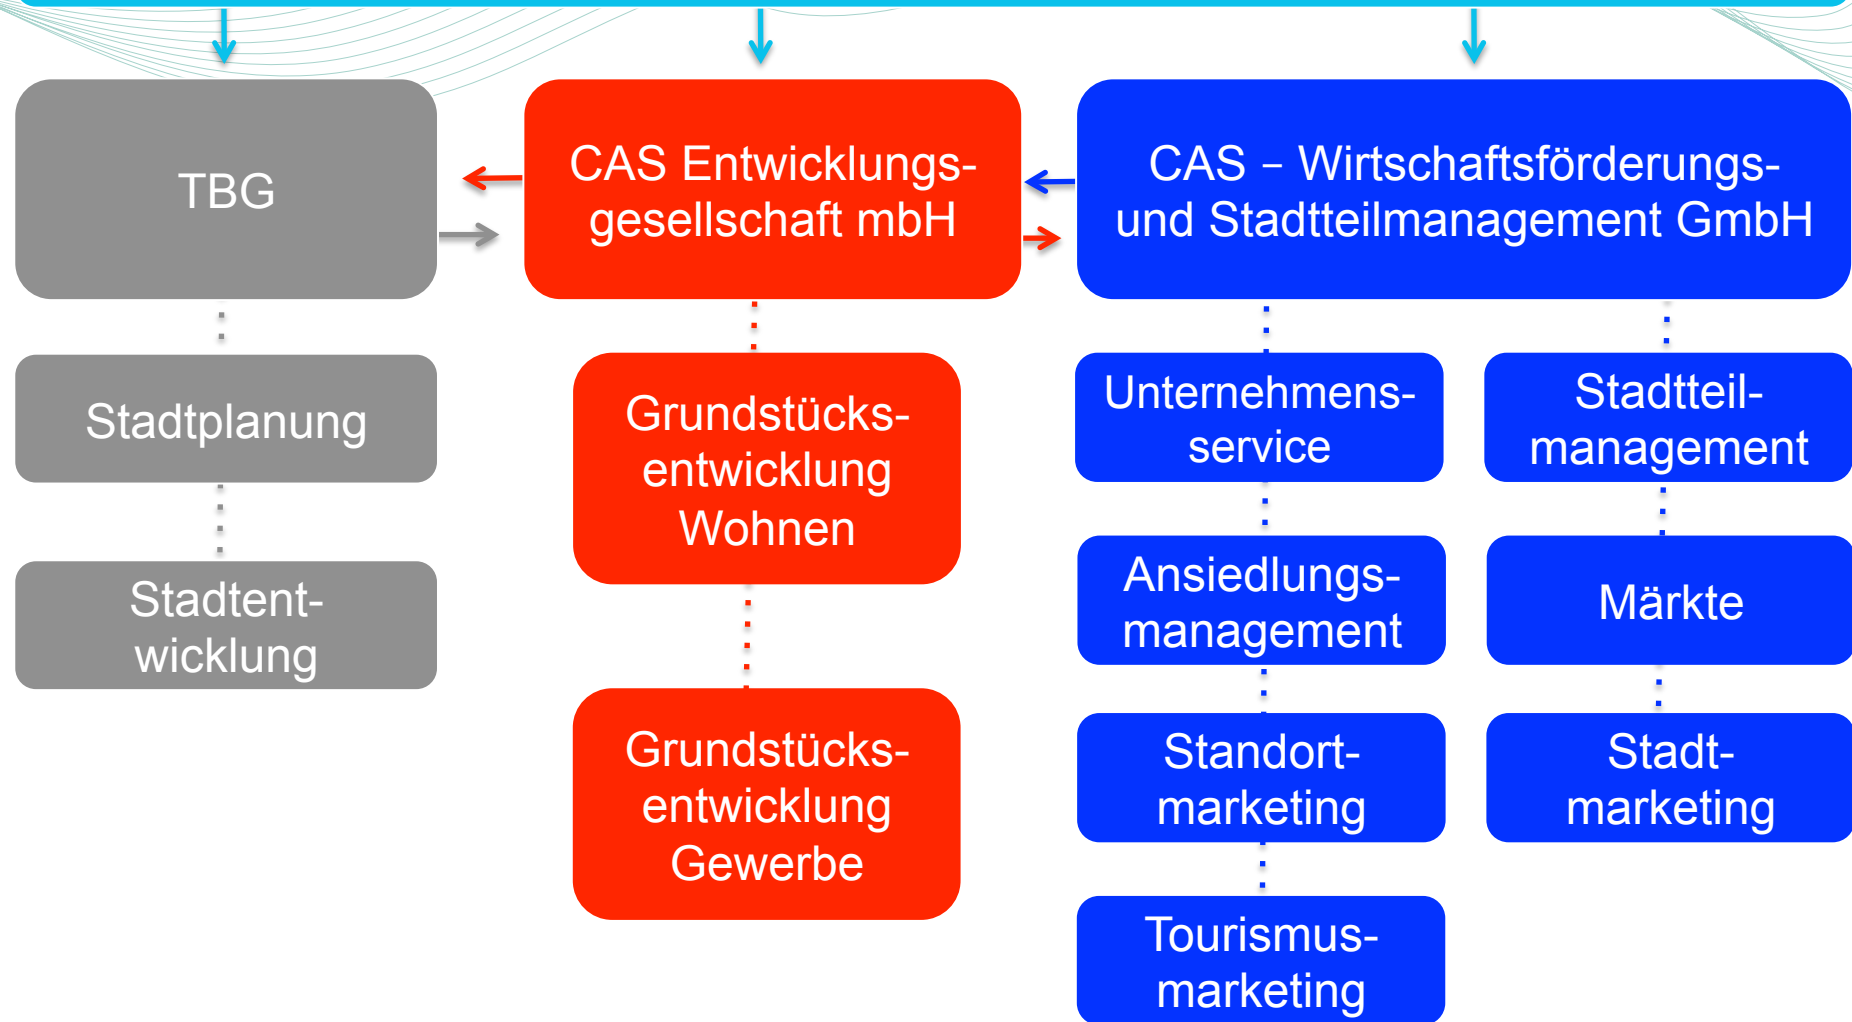 TBG
CAS Entwicklungs-
gesellschaft mbH
CAS – Wirtschaftsförderungs-
und Stadtteilmanagement GmbH
Stadtplanung
Stadtent-
wicklung
Grundstücks-
entwicklung
Wohnen
Grundstücks-
entwicklung
Gewerbe
Unternehmens-
service
Ansiedlungs-
management
Standort-
marketing
Tourismus-
marketing
Stadtteil-
management
Märkte
Stadt-
marketing